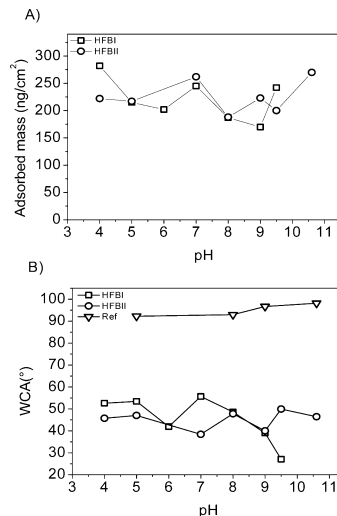 A)
HFBI
HFBII
300
250
200
150
100
50
0
Adsorbed mass (ng/cm²)
3 4 5 6 7 8 9 10 11
pH
B)
HFBI
HFBII
Ref
100
90
80
70
60
50
40
30
20
WCA(°)
3 4 5 6 7 8 9 10 11
pH